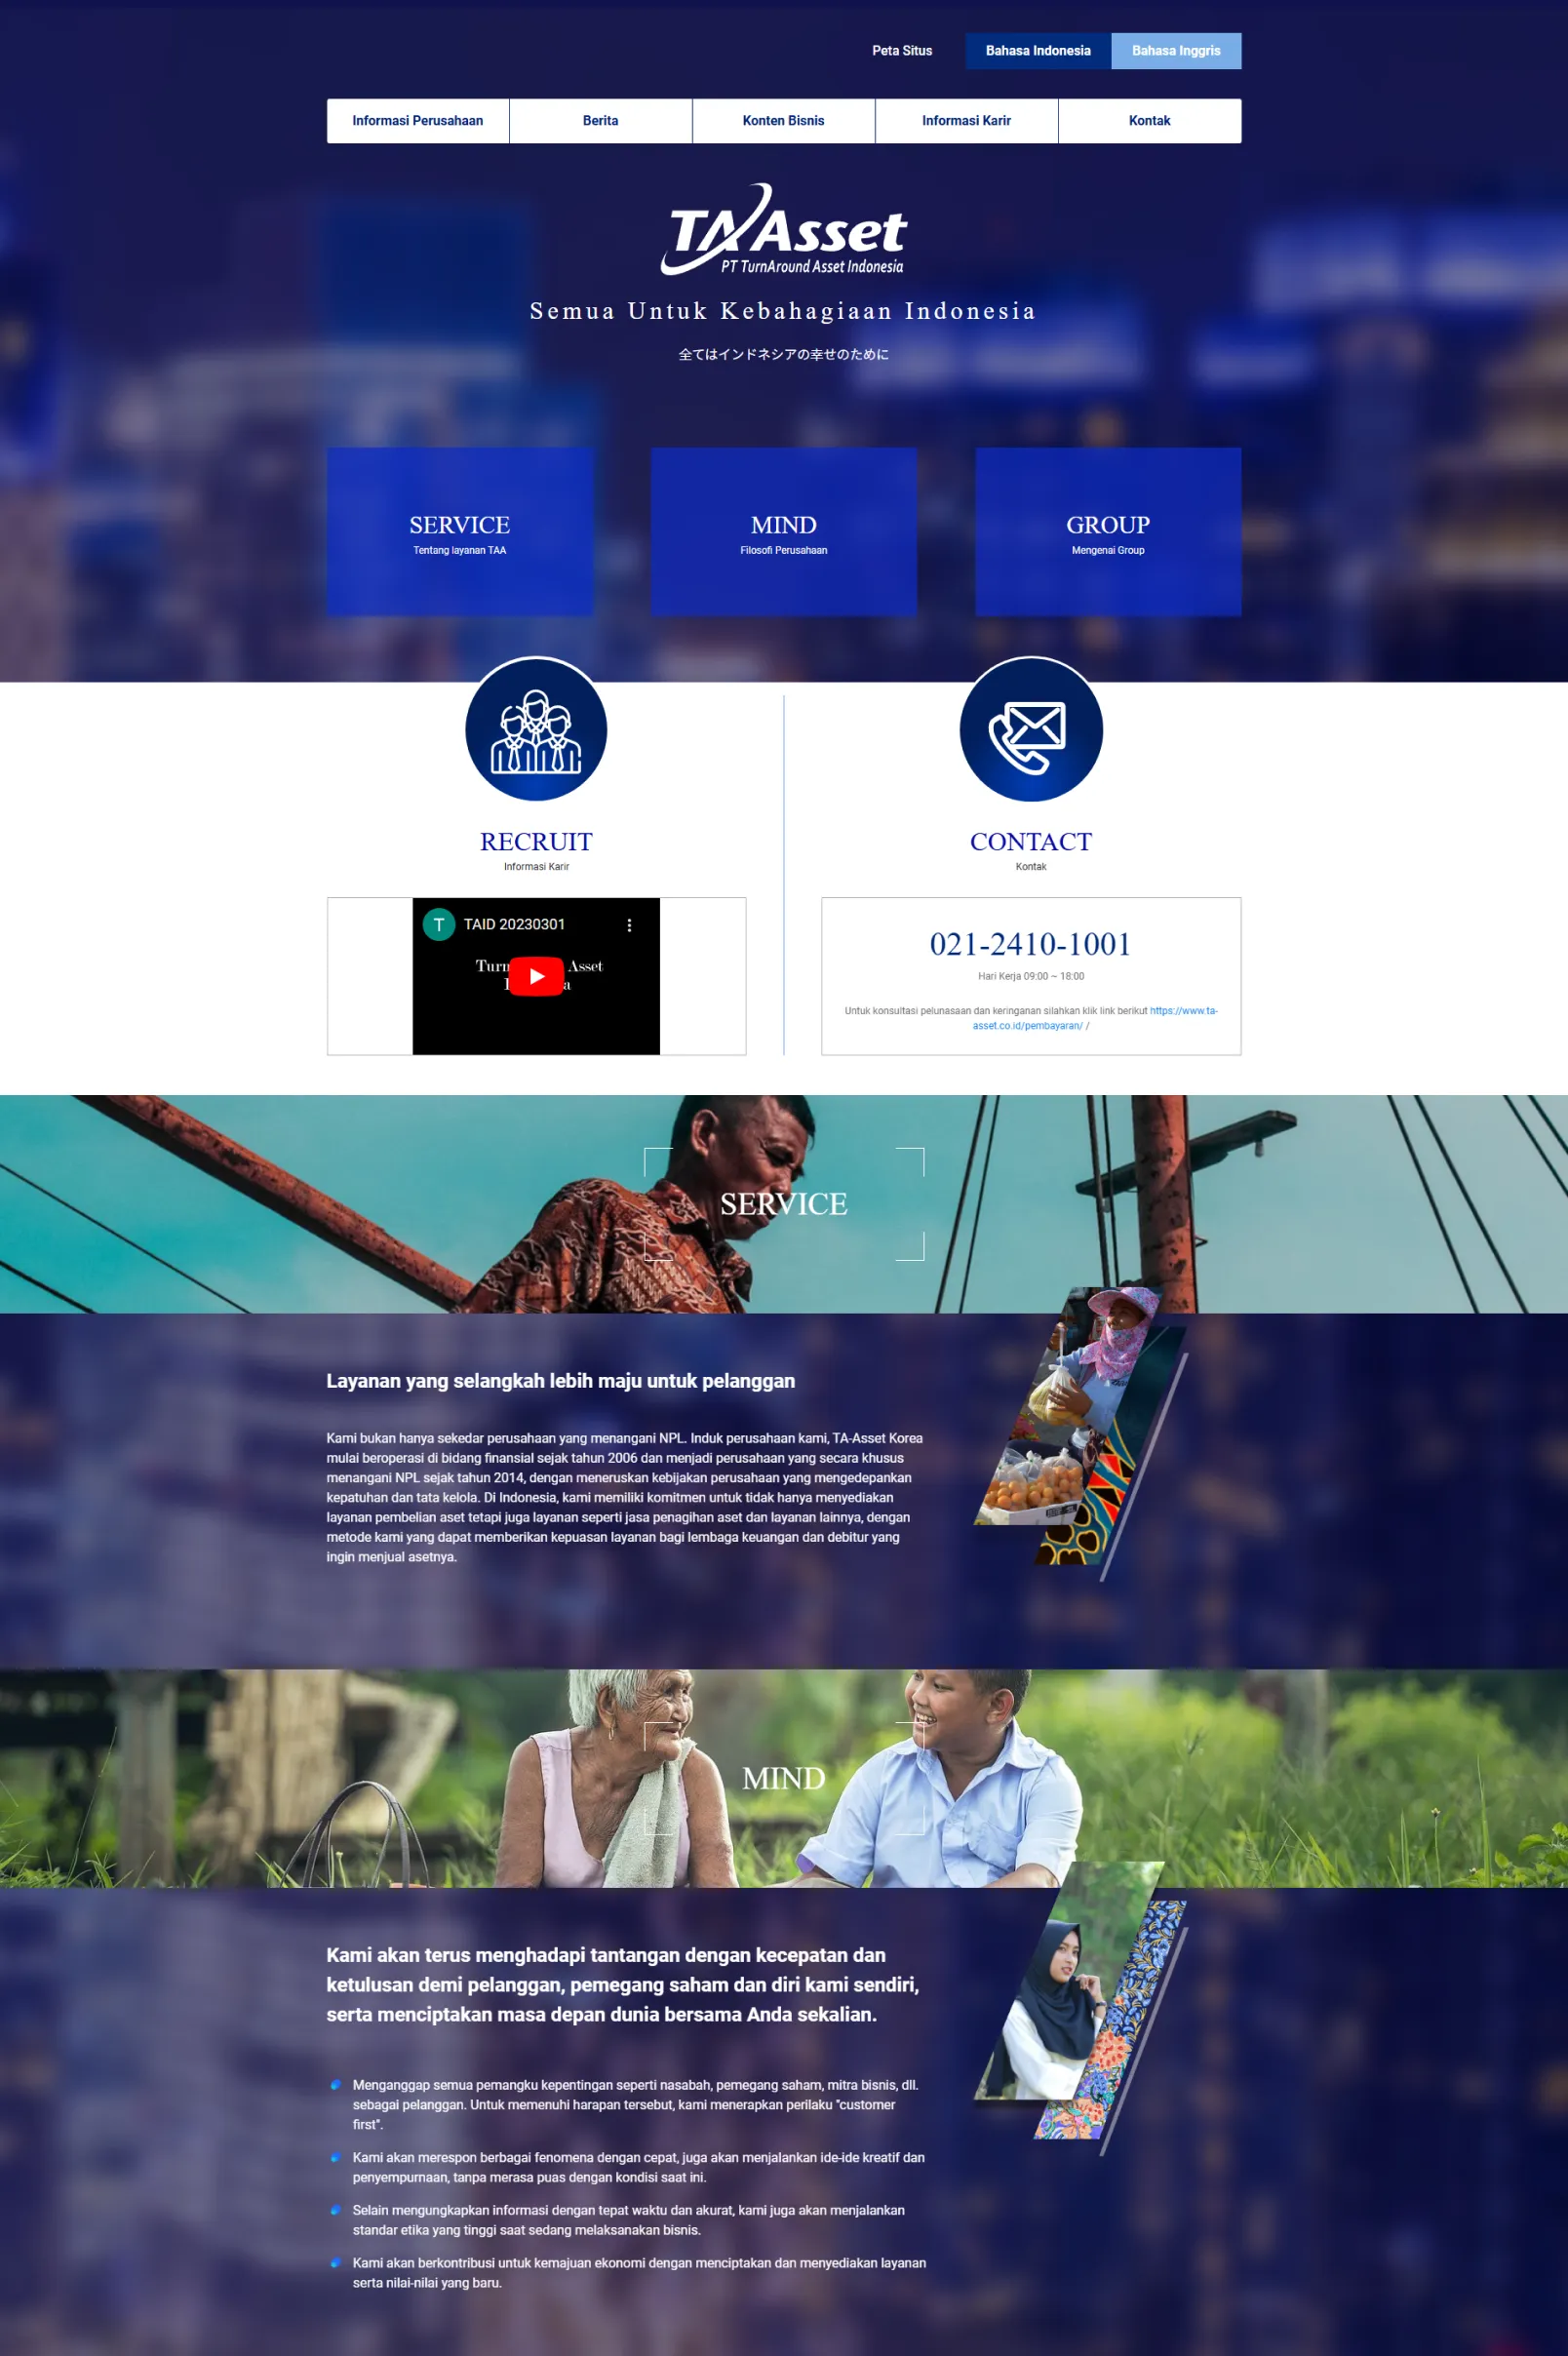 Peta Situs
Bahasa Indonesia
Bahasa Inggris
Informasi Perusahaan
Berita
Konten Bisnis
Informasi Karir
Kontak
TA Asset
PT TurnAround Asset Indonesia
Semua Untuk Kebahagiaan Indonesia
全てはインドネシアの幸せのために
SERVICE
Tentang layanan TAA
MIND
Filosofi Perusahaan
GROUP
Mengenai Group
RECRUIT
Informasi Karir
T
TAID 20230301
Asset
CONTACT
Kontak
021-2410-1001
Hari Kerja 09:00 ~ 18:00
Untuk konsultasi pelunasaan dan keringanan silahkan klik link berikut https://www.ta-
asset.co.id/pembayaran/ /
SERVICE
Layanan yang selangkah lebih maju untuk pelanggan
Kami bukan hanya sekedar perusahaan yang menangani NPL. Induk perusahaan kami, TA-Asset Korea
mulai beroperasi di bidang finansial sejak tahun 2006 dan menjadi perusahaan yang secara khusus
menangani NPL sejak tahun 2014, dengan meneruskan kebijakan perusahaan yang mengedepankan
kepatuhan dan tata kelola. Di Indonesia, kami memiliki komitmen untuk tidak hanya menyediakan
layanan pembelian aset tetapi juga layanan seperti jasa penagihan aset dan layanan lainnya, dengan
metode kami yang dapat memberikan kepuasan layanan bagi lembaga keuangan dan debitur yang
ingin menjual asetnya.
MIND
Kami akan terus menghadapi tantangan dengan kecepatan dan
ketulusan demi pelanggan, pemegang saham dan diri kami sendiri,
serta menciptakan masa depan dunia bersama Anda sekalian.
Menganggap semua pemangku kepentingan seperti nasabah, pemegang saham, mitra bisnis, dll.
sebagai pelanggan. Untuk memenuhi harapan tersebut, kami menerapkan perilaku "customer
first".
Kami akan merespon berbagai fenomena dengan cepat, juga akan menjalankan ide-ide kreatif dan
penyempurnaan, tanpa merasa puas dengan kondisi saat ini.
Selain mengungkapkan informasi dengan tepat waktu dan akurat, kami juga akan menjalankan
standar etika yang tinggi saat sedang melaksanakan bisnis.
Kami akan berkontribusi untuk kemajuan ekonomi dengan menciptakan dan menyediakan layanan
serta nilai-nilai yang baru.